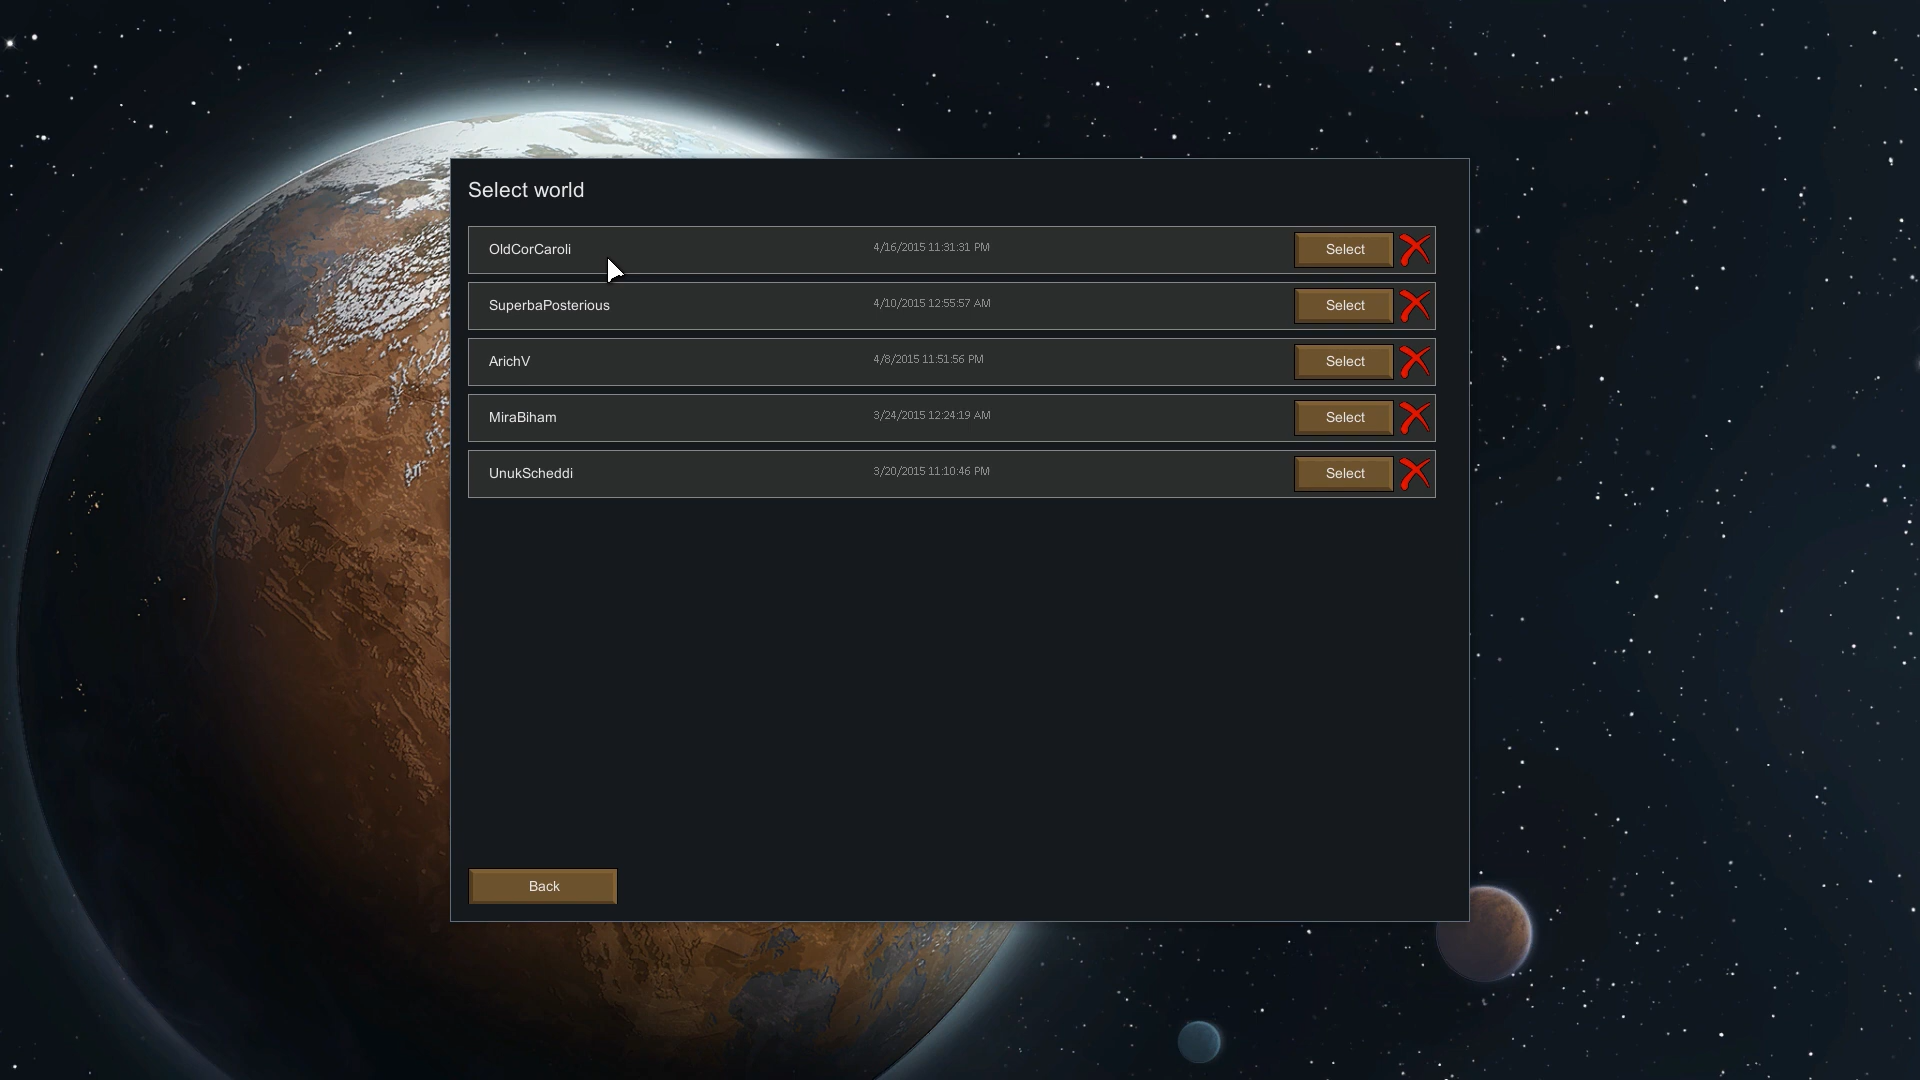 Select world
OldCorCaroli 4/16/2015 11:31:31 PM Select
SuperbaPosterious 4/10/2015 12:55:57 AM Select
ArichV 4/8/2015 11:51:56 PM Select
MiraBiham 3/24/2015 12:24:19 AM Select
UnukScheddi 3/20/2015 11:10:46 PM Select
Back